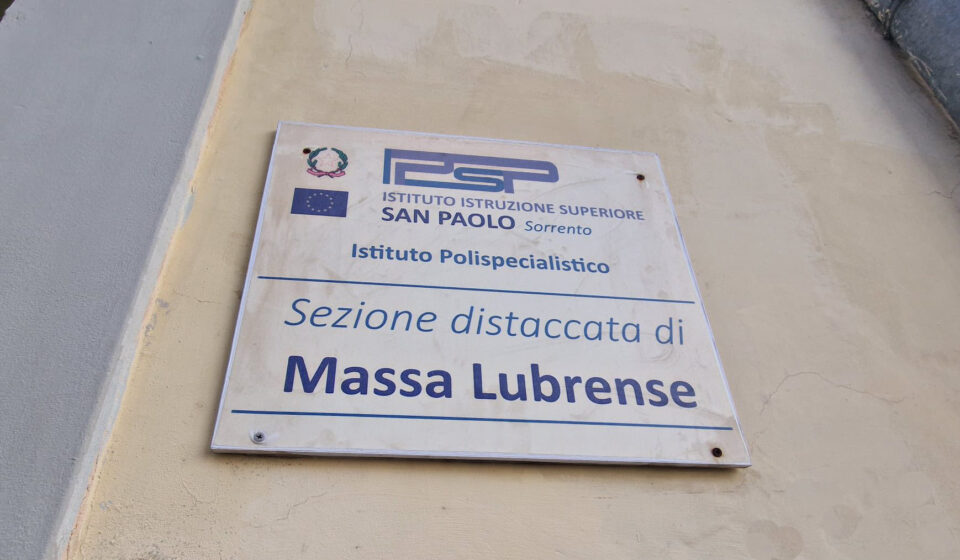 PSP
ISTITUTO ISTRUZIONE SUPERIORE
SAN PAOLO Sorrento
Istituto Polispecialistico
Sezione distaccata di
Massa Lubrense